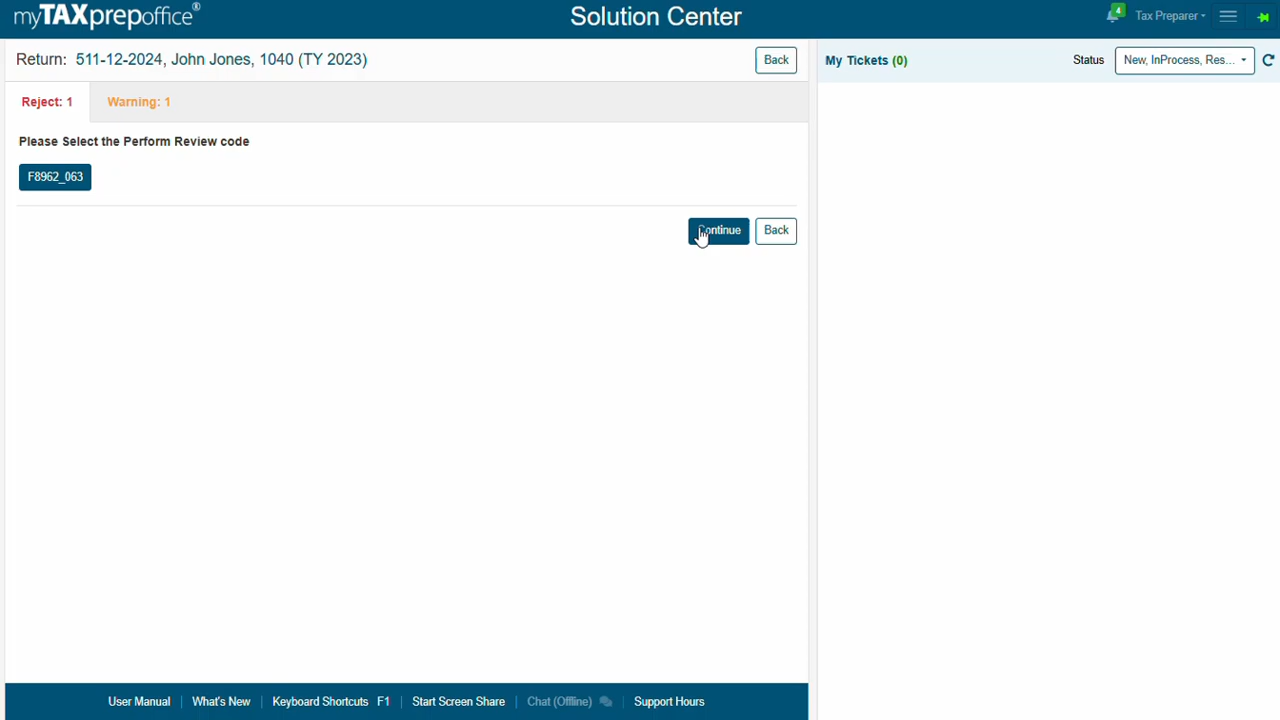 myTAXprepoffice®
Solution Center
4
Tax Preparer
Return: 511-12-2024, John Jones, 1040 (TY 2023)
Back
My Tickets (0)
Status
New, InProcess, Res...
Reject: 1
Warning: 1
Please Select the Perform Review code
F8962_063
Continue
Back
User Manual
What's New
Keyboard Shortcuts F1
Start Screen Share
Chat (Offline)
Support Hours